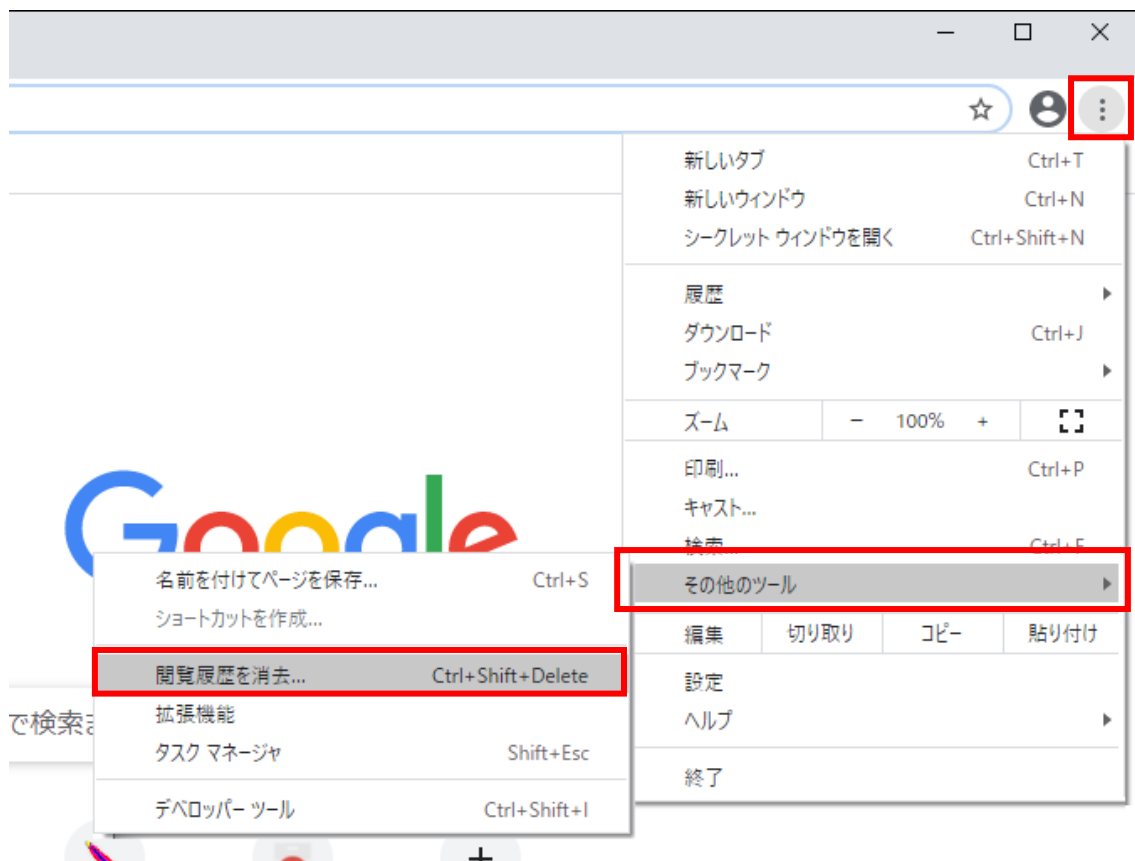 新しいタブ Ctrl+T
新しいウィンドウ Ctrl+N
シークレット ウィンドウを開く Ctrl+Shift+N
履歴
ダウンロード Ctrl+J
ブックマーク
ズーム － 100% +
印刷... Ctrl+P
キャスト...
検索... Ctrl+F
その他のツール
編集 切り取り コピー 貼り付け
設定
ヘルプ
終了
Google
名前を付けてページを保存... Ctrl+S
ショートカットを作成...
閲覧履歴を消去... Ctrl+Shift+Delete
拡張機能
タスク マネージャ Shift+Esc
デベロッパー ツール Ctrl+Shift+I
で検索ま